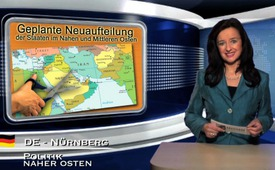 Geplante Neuaufteilung
der Staaten im Nahen und Mittleren Osten
DE - Nürnberg
Politik
Naher Osten